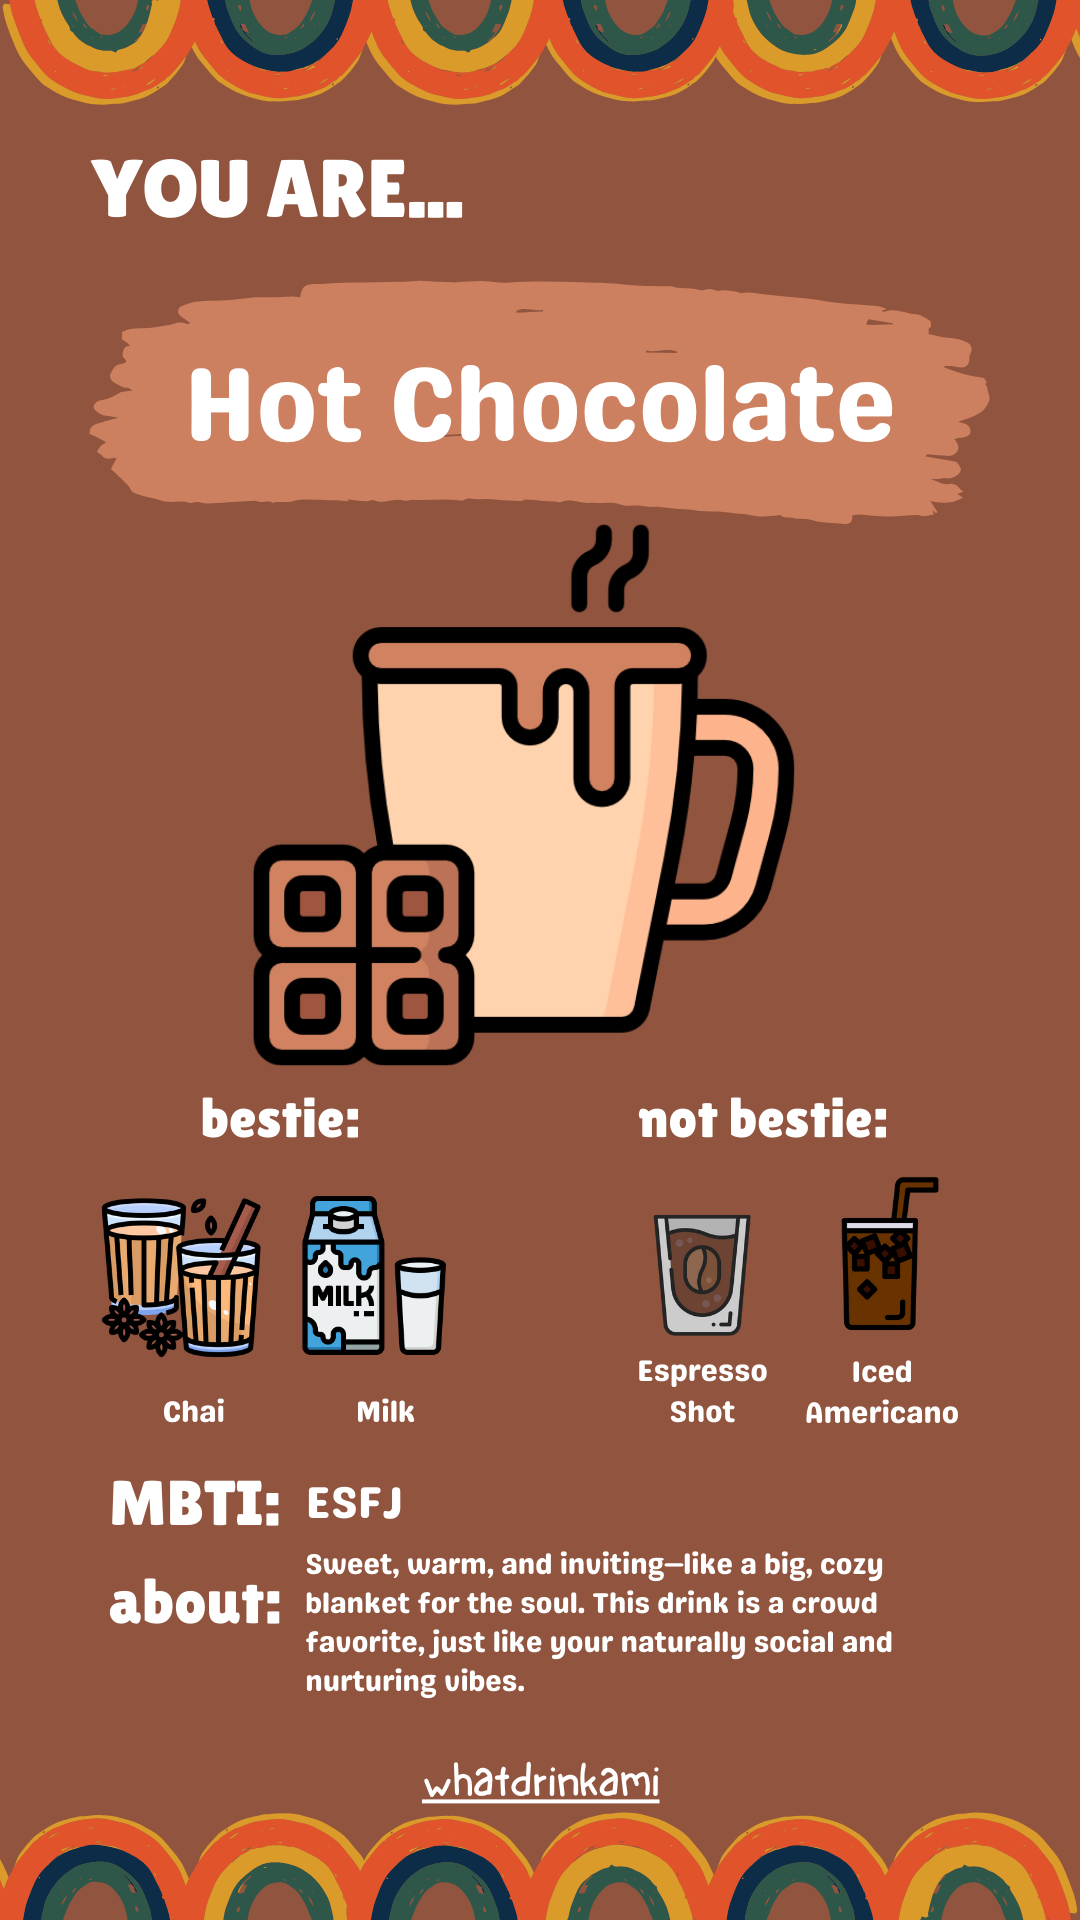 YOU ARE...
Hot Chocolate
bestie:
not bestie:
MILK
Chai
Milk
Espresso
Shot
Iced
Americano
MBTI: ESFJ
about:
Sweet, warm, and inviting—like a big, cozy
blanket for the soul. This drink is a crowd
favorite, just like your naturally social and
nurturing vibes.
whatdrinkami